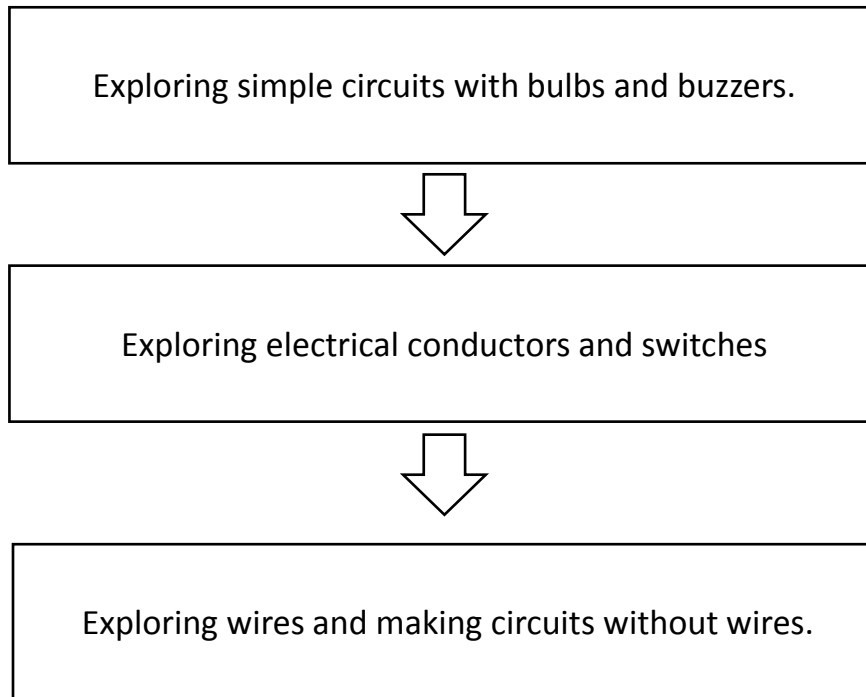 Exploring simple circuits with bulbs and buzzers.
Exploring electrical conductors and switches
Exploring wires and making circuits without wires.